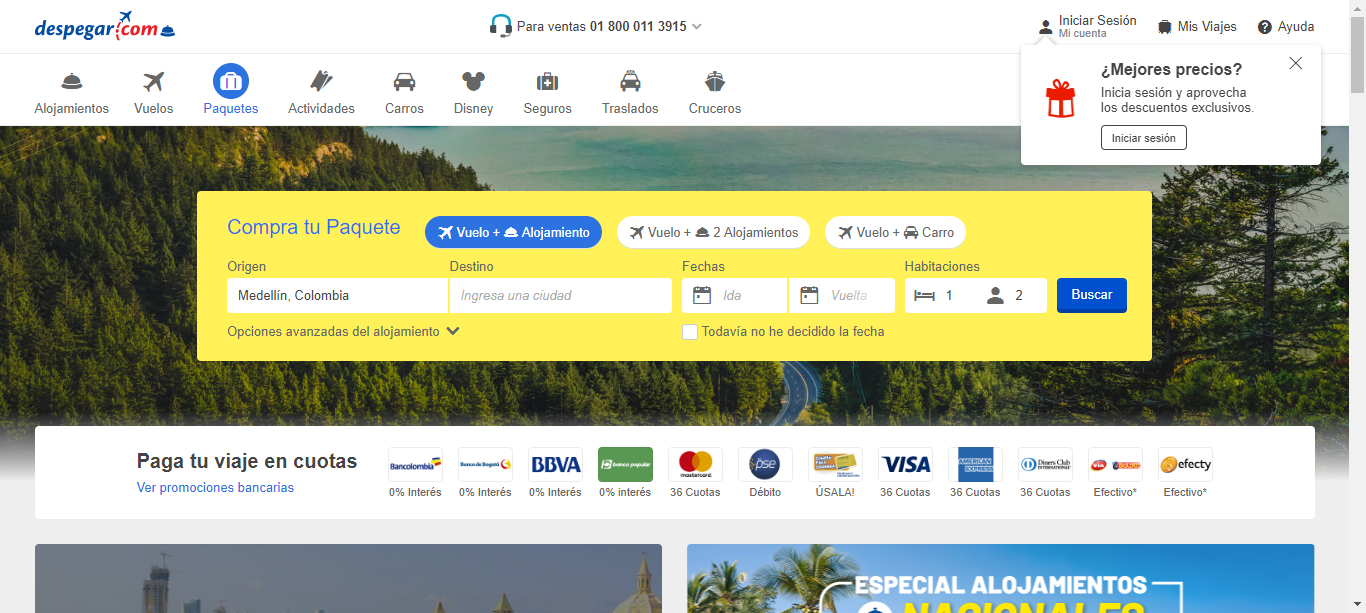 despegar.com
Para ventas 01 800 011 3915
Iniciar Sesión
Mi cuenta
Mis Viajes
Ayuda
Alojamientos
Vuelos
Paquetes
Actividades
Carros
Disney
Seguros
Traslados
Cruceros
¿Mejores precios?
Inicia sesión y aprovecha
los descuentos exclusivos.
Iniciar sesión
Compra tu Paquete
Vuelo + Alojamiento
Vuelo + 2 Alojamientos
Vuelo + Carro
Origen
Destino
Fechas
Habitaciones
Medellín, Colombia
Ingresa una ciudad
Ida
Vuelta
1
2
Buscar
Opciones avanzadas del alojamiento
Todavía no he decidido la fecha
Paga tu viaje en cuotas
Ver promociones bancarias
Bancolombia
0% Interés
Banco de Bogotá
0% Interés
BBVA
0% Interés
banco popular
0% interés
mastercard
36 Cuotas
pse
Débito
ÚSALA!
VISA
36 Cuotas
AMERICAN EXPRESS
36 Cuotas
Diners Club
INTERNATIONAL
36 Cuotas
via baloto
Efectivo*
efecty
Efectivo*
ESPECIAL ALOJAMIENTOS
NACIONALES